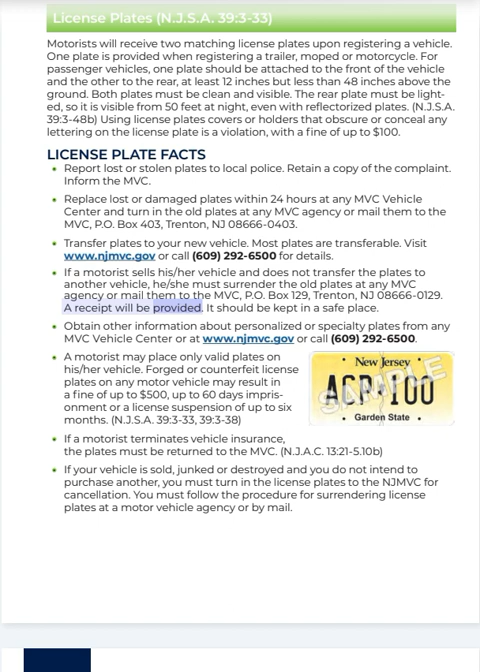 License Plates (N.J.S.A. 39:3-33)
Motorists will receive two matching license plates upon registering a vehicle.
One plate is provided when registering a trailer, moped or motorcycle. For
passenger vehicles, one plate should be attached to the front of the vehicle
and the other to the rear, at least 12 inches but less than 48 inches above the
ground. Both plates must be clean and visible. The rear plate must be light-
ed, so it is visible from 50 feet at night, even with reflectorized plates. (N.J.S.A.
39:3-48b) Using license plates covers or holders that obscure or conceal any
lettering on the license plate is a violation, with a fine of up to $100.
LICENSE PLATE FACTS
• Report lost or stolen plates to local police. Retain a copy of the complaint.
Inform the MVC.
• Replace lost or damaged plates within 24 hours at any MVC Vehicle
Center and turn in the old plates at any MVC agency or mail them to the
MVC, P.O. Box 403, Trenton, NJ 08666-0403.
• Transfer plates to your new vehicle. Most plates are transferable. Visit
www.njmvc.gov or call (609) 292-6500 for details.
• If a motorist sells his/her vehicle and does not transfer the plates to
another vehicle, he/she must surrender the old plates at any MVC
agency or mail them to the MVC, P.O. Box 129, Trenton, NJ 08666-0129.
A receipt will be provided. It should be kept in a safe place.
• Obtain other information about personalized or specialty plates from any
MVC Vehicle Center or at www.njmvc.gov or call (609) 292-6500.
• A motorist may place only valid plates on
his/her vehicle. Forged or counterfeit license
plates on any motor vehicle may result in
a fine of up to $500, up to 60 days impris-
onment or a license suspension of up to six
months. (N.J.S.A. 39:3-33, 39:3-38)
New Jersey
ACP 100
SAMPLE
Garden State
• If a motorist terminates vehicle insurance,
the plates must be returned to the MVC. (N.J.A.C. 13:21-5.10b)
• If your vehicle is sold, junked or destroyed and you do not intend to
purchase another, you must turn in the license plates to the NJMVC for
cancellation. You must follow the procedure for surrendering license
plates at a motor vehicle agency or by mail.